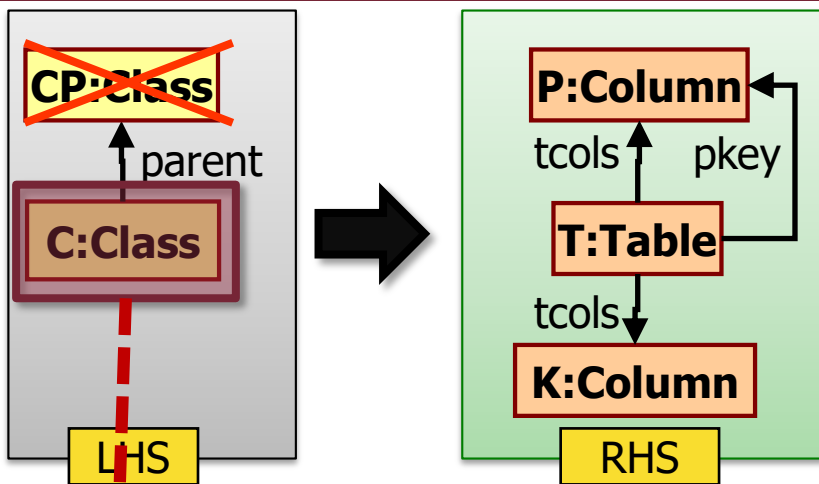 CP:Class
parent
C:Class
LHS
P:Column
tcols
pkey
T:Table
tcols
K:Column
RHS